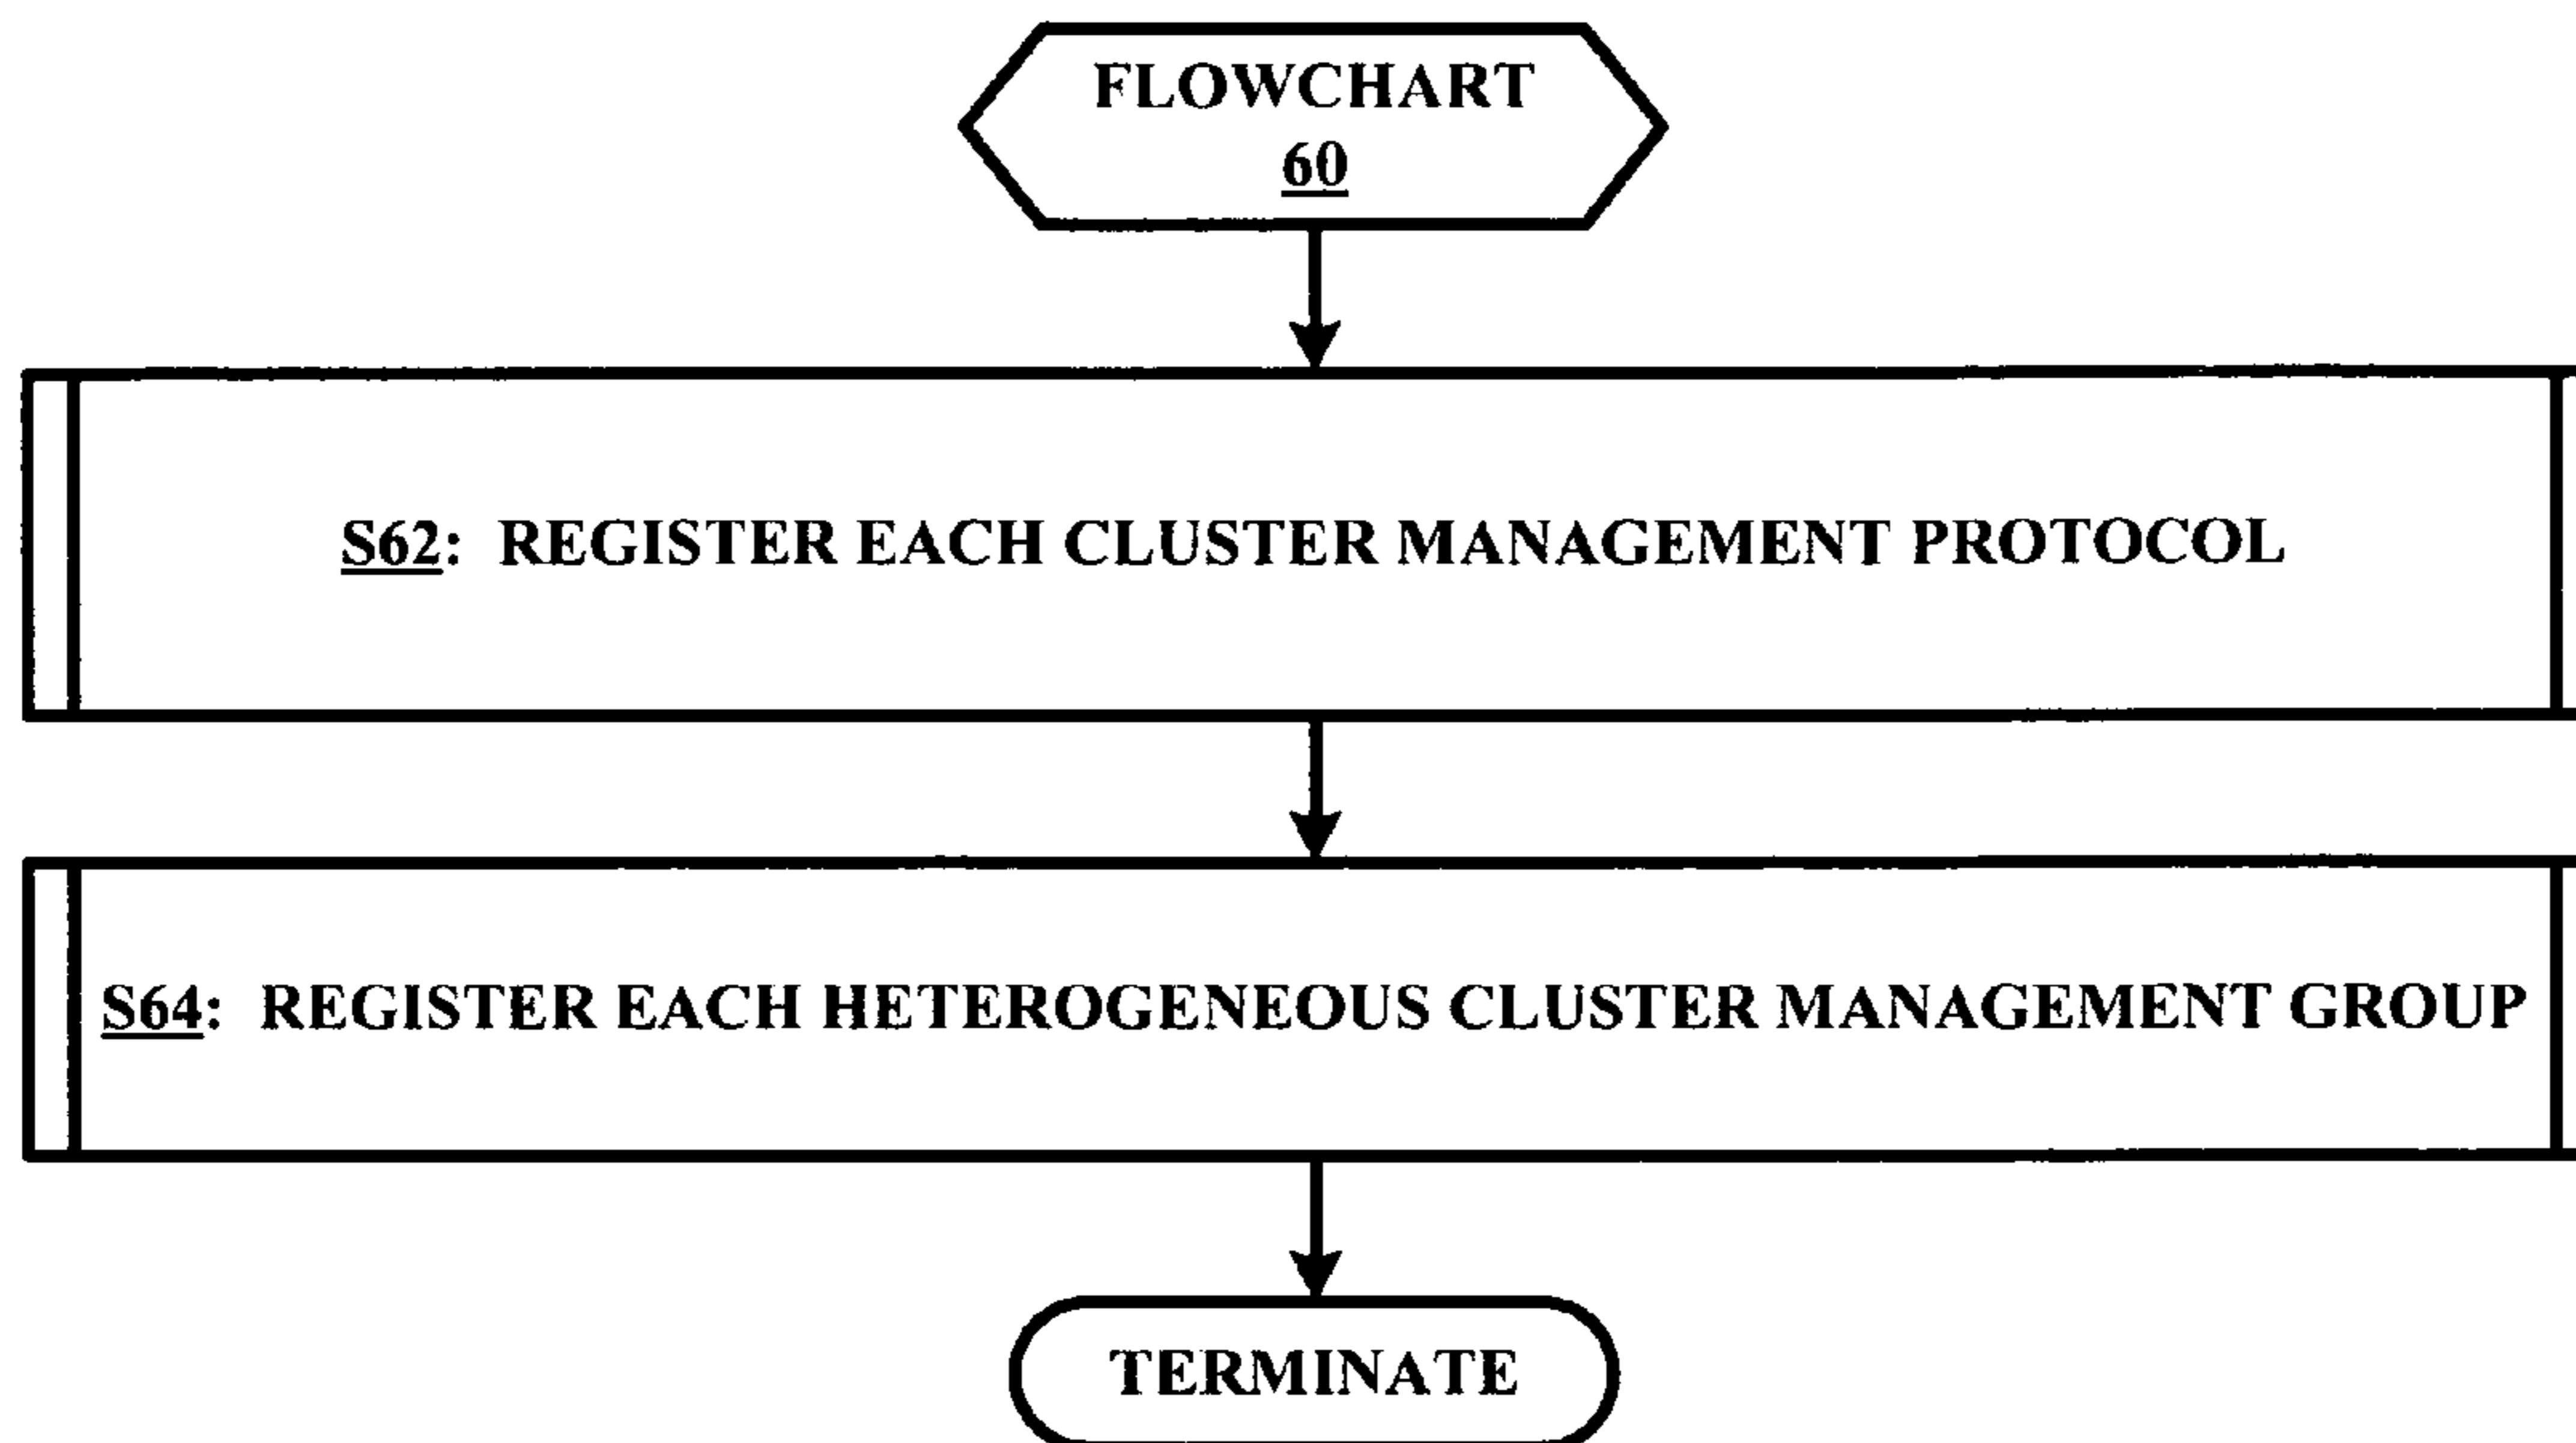 FLOWCHART
60
S62: REGISTER EACH CLUSTER MANAGEMENT PROTOCOL
S64: REGISTER EACH HETEROGENEOUS CLUSTER MANAGEMENT GROUP
TERMINATE